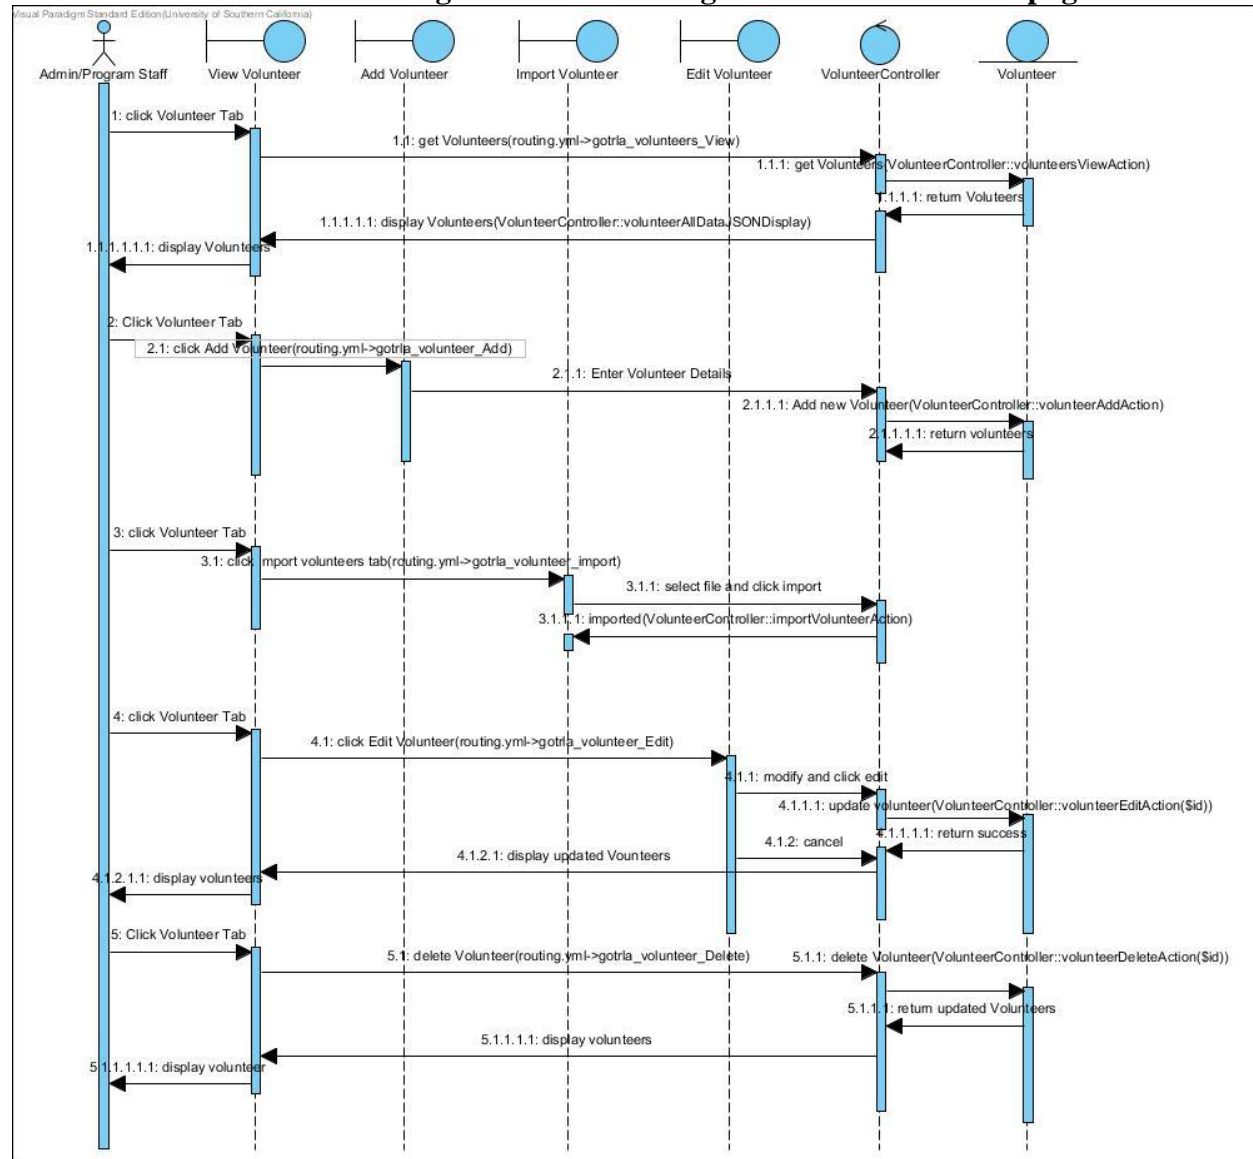 Visual Paradigm Standard Edition(University of Southern California)
Admin/Program Staff
View Volunteer
Add Volunteer
Import Volunteer
Edit Volunteer
VolunteerController
Volunteer
1: click Volunteer Tab
1.1: get Volunteers(routing.yml->gotrla_volunteers_View)
1.1.1: get Volunteers(VolunteerController::volunteersViewAction)
1.1.1.1: return Voluteers
1.1.1.1.1: display Volunteers(VolunteerController::volunteerAllDataJSONDisplay)
1.1.1.1.1.1: display Volunteers
2: Click Volunteer Tab
2.1: click Add Volunteer(routing.yml->gotrla_volunteer_Add)
2.1.1: Enter Volunteer Details
2.1.1.1: Add new Volunteer(VolunteerController::volunteerAddAction)
2.1.1.1.1: return volunteers
3: click Volunteer Tab
3.1: click import volunteers tab(routing.yml->gotrla_volunteer_import)
3.1.1: select file and click import
3.1.1.1: imported(VolunteerController::importVolunteerAction)
4: click Volunteer Tab
4.1: click Edit Volunteer(routing.yml->gotrla_volunteer_Edit)
4.1.1: modify and click edit
4.1.1.1: update volunteer(VolunteerController::volunteerEditAction($id))
4.1.1.1.1: return success
4.1.2: cancel
4.1.2.1: display updated Vounteers
4.1.2.1.1: display volunteers
5: Click Volunteer Tab
5.1: delete Volunteer(routing.yml->gotrla_volunteer_Delete)
5.1.1: delete Volunteer(VolunteerController::volunteerDeleteAction($id))
5.1.1.1: return updated Volunteers
5.1.1.1.1: display volunteers
5.1.1.1.1.1: display volunteer